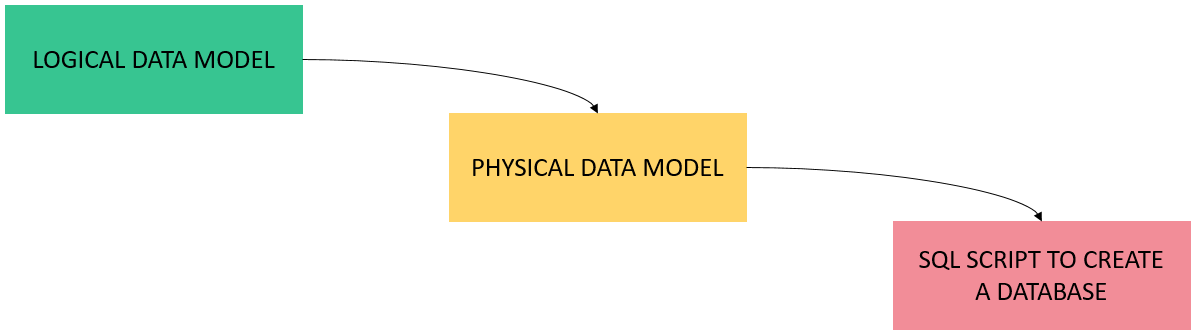 LOGICAL DATA MODEL
PHYSICAL DATA MODEL
SQL SCRIPT TO CREATE
A DATABASE